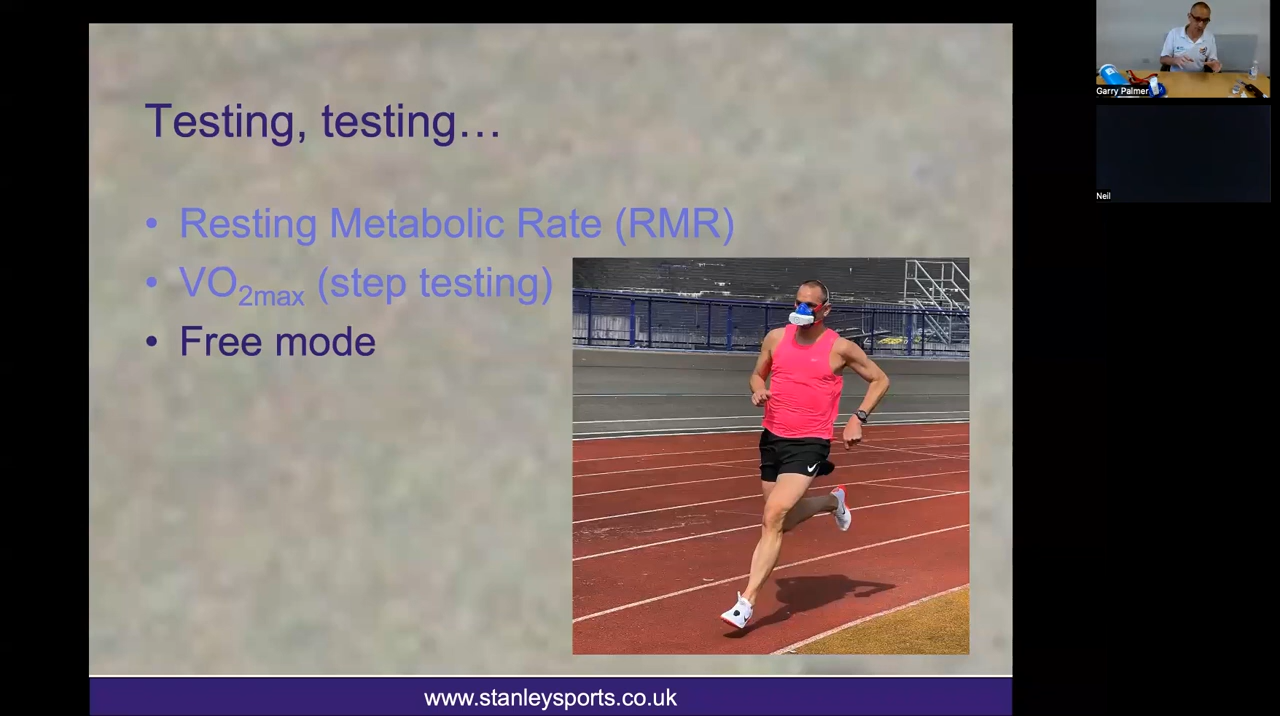 Testing, testing…
• Resting Metabolic Rate (RMR)
• VO2max (step testing)
• Free mode
www.stanleysports.co.uk
Garry Palmer
Neil